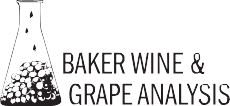 BAKER WINE &
GRAPE ANALYSIS